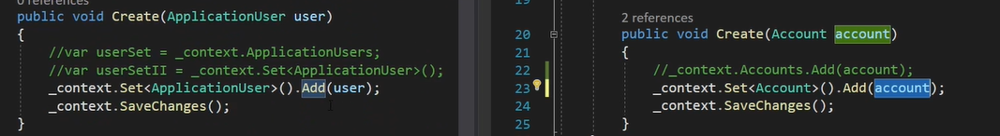 0 references
public void Create(ApplicationUser user)
{
//var userSet = _context.ApplicationUsers;
//var userSetII = _context.Set<ApplicationUser>();
_context.Set<ApplicationUser>().Add(user);
_context.SaveChanges();
}
19
2 references
20 public void Create(Account account)
21 {
22 //_context.Accounts.Add(account);
23 _context.Set<Account>().Add(account);
24 _context.SaveChanges();
25 }